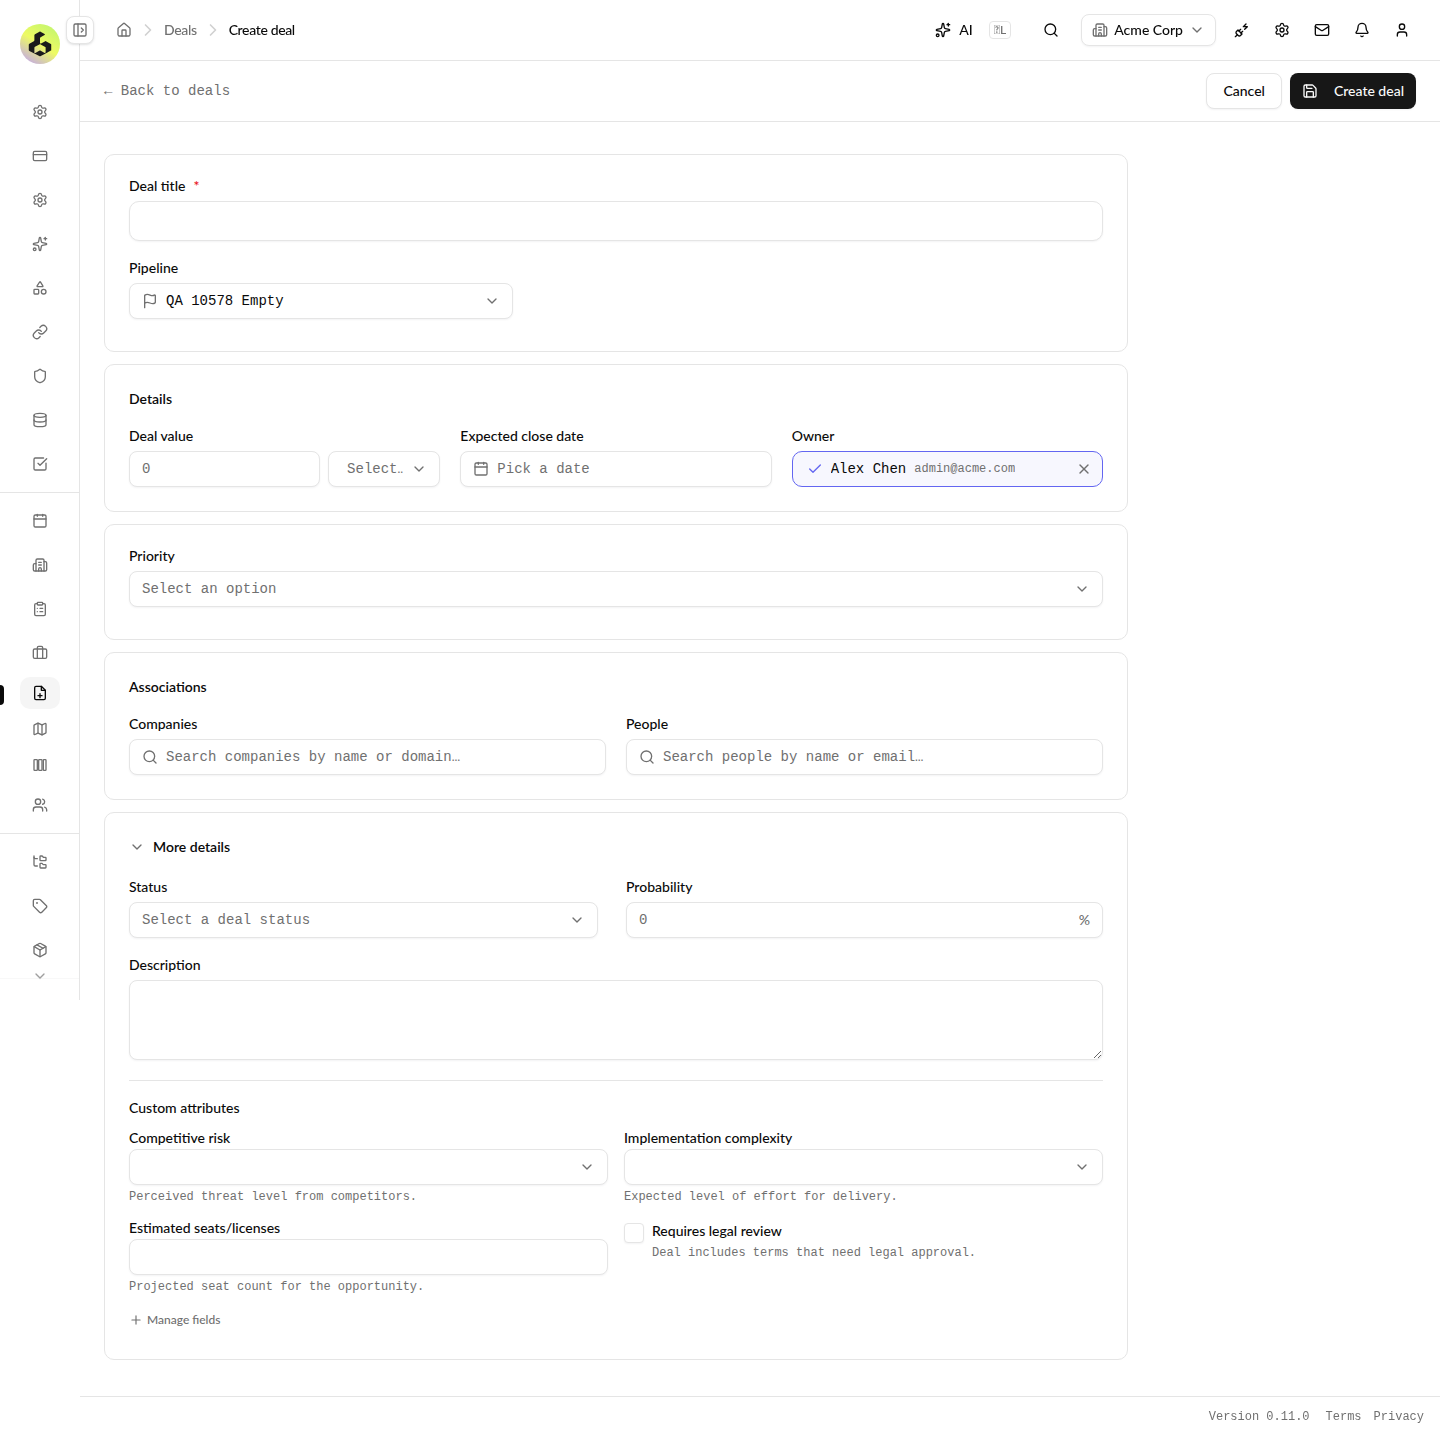 Deals
Create deal
AI
L
Acme Corp
← Back to deals
Cancel
Create deal
Deal title *
Pipeline
QA 10578 Empty
Details
Deal value
Expected close date
Owner
0
Select…
Pick a date
Alex Chen admin@acme.com
Priority
Select an option
Associations
Companies
People
Search companies by name or domain…
Search people by name or email…
More details
Status
Probability
Select a deal status
0
%
Description
Custom attributes
Competitive risk
Implementation complexity
Perceived threat level from competitors.
Expected level of effort for delivery.
Estimated seats/licenses
Requires legal review
Deal includes terms that need legal approval.
Projected seat count for the opportunity.
Manage fields
Version 0.11.0
Terms
Privacy